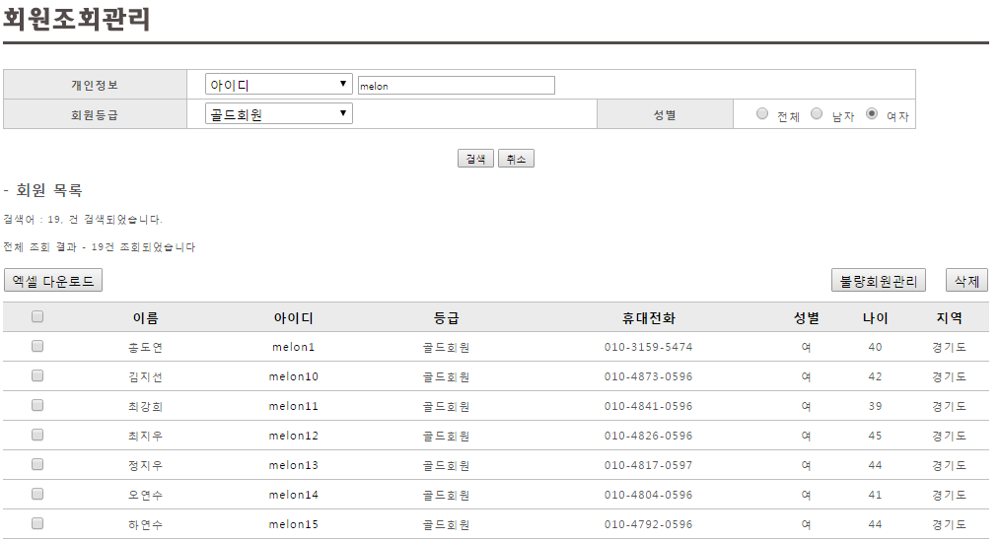 회원조회관리
개인정보 아이디 melon
회원등급 골드회원 성별 전체 남자 여자
검색 취소
- 회원 목록
검색어 : 19, 건 검색되었습니다.
전체 조회 결과 - 19건 조회되었습니다
엑셀 다운로드 불량회원관리 삭제
이름 아이디 등급 휴대전화 성별 나이 지역
홍도연 melon1 골드회원 010-3159-5474 여 40 경기도
김지선 melon10 골드회원 010-4873-0596 여 42 경기도
최강희 melon11 골드회원 010-4841-0596 여 39 경기도
최지우 melon12 골드회원 010-4826-0596 여 45 경기도
정지우 melon13 골드회원 010-4817-0597 여 44 경기도
오연수 melon14 골드회원 010-4804-0596 여 41 경기도
하연수 melon15 골드회원 010-4792-0596 여 44 경기도